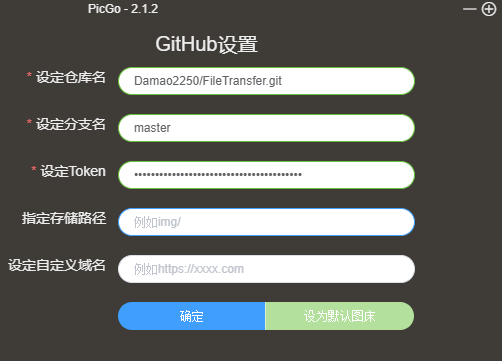 PicGo - 2.1.2
GitHub设置
* 设定仓库名 Damao2250/FileTransfer.git
* 设定分支名 master
* 设定Token ••••••••••••••••••••••••••••••••••••••••
指定存储路径 例如img/
设定自定义域名 例如https://xxxx.com
确定 设为默认图床